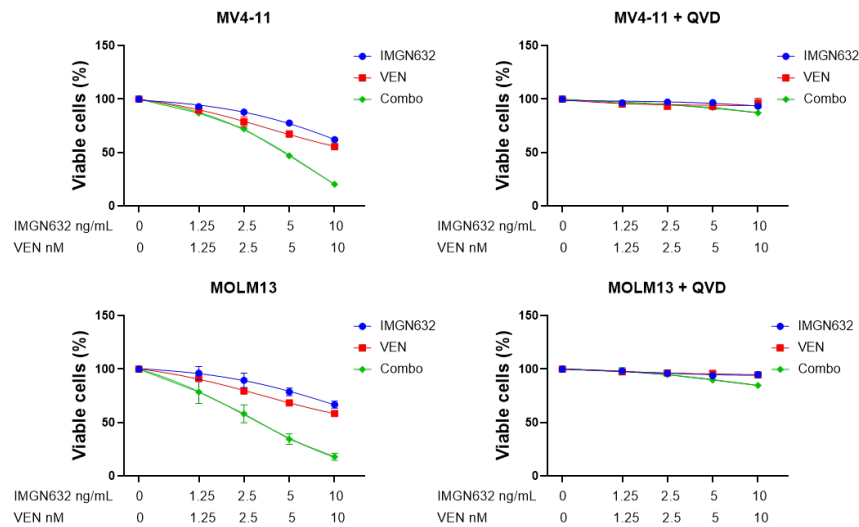 MV4-11
Viable cells (%)
150
100
50
0
IMGN632
VEN
Combo
IMGN632 ng/mL 0 1.25 2.5 5 10
VEN nM 0 1.25 2.5 5 10
MV4-11 + QVD
Viable cells (%)
150
100
50
0
IMGN632
VEN
Combo
IMGN632 ng/mL 0 1.25 2.5 5 10
VEN nM 0 1.25 2.5 5 10
MOLM13
Viable cells (%)
150
100
50
0
IMGN632
VEN
Combo
IMGN632 ng/mL 0 1.25 2.5 5 10
VEN nM 0 1.25 2.5 5 10
MOLM13 + QVD
Viable cells (%)
150
100
50
0
IMGN632
VEN
Combo
IMGN632 ng/mL 0 1.25 2.5 5 10
VEN nM 0 1.25 2.5 5 10